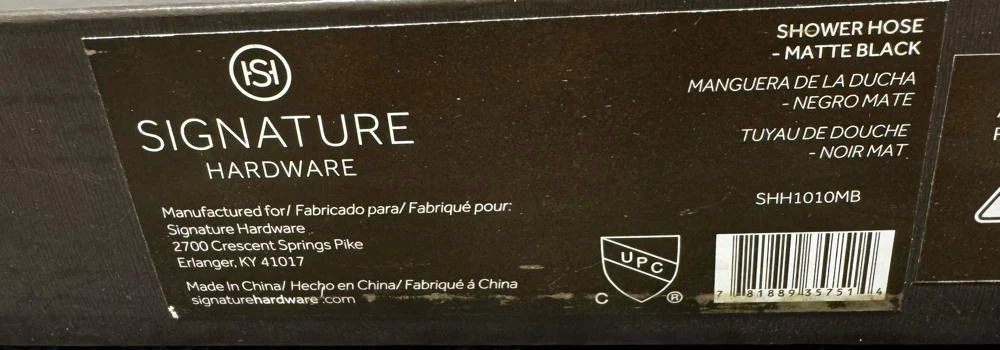 SIGNATURE
HARDWARE
Manufactured for/ Fabricado para/ Fabriqué pour:
Signature Hardware
2700 Crescent Springs Pike
Erlanger, KY 41017
Made In China/ Hecho en China/ Fabriqué á China
signaturehardware.com
SHOWER HOSE
- MATTE BLACK
MANGUERA DE LA DUCHA
- NEGRO MATE
TUYAU DE DOUCHE
- NOIR MAT
SHH1010MB
UPC
C ®
7 81889 35751 4